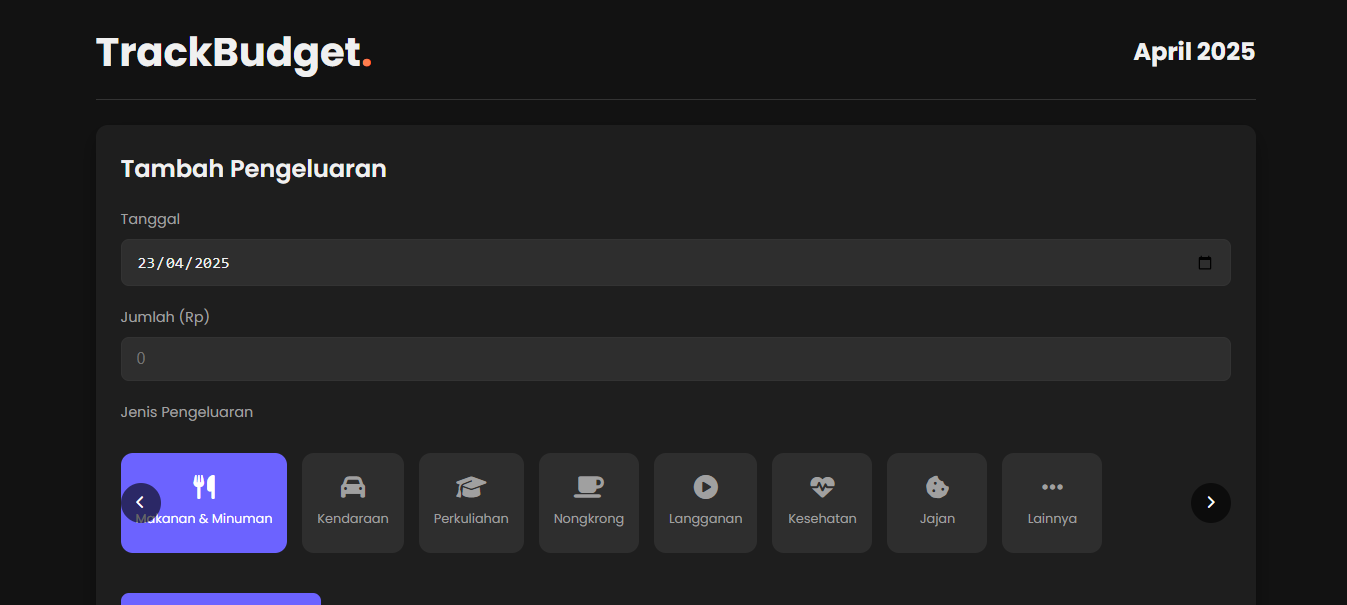 TrackBudget.
April 2025
Tambah Pengeluaran
Tanggal
23/04/2025
Jumlah (Rp)
0
Jenis Pengeluaran
Makanan & Minuman
Kendaraan
Perkuliahan
Nongkrong
Langganan
Kesehatan
Jajan
Lainnya